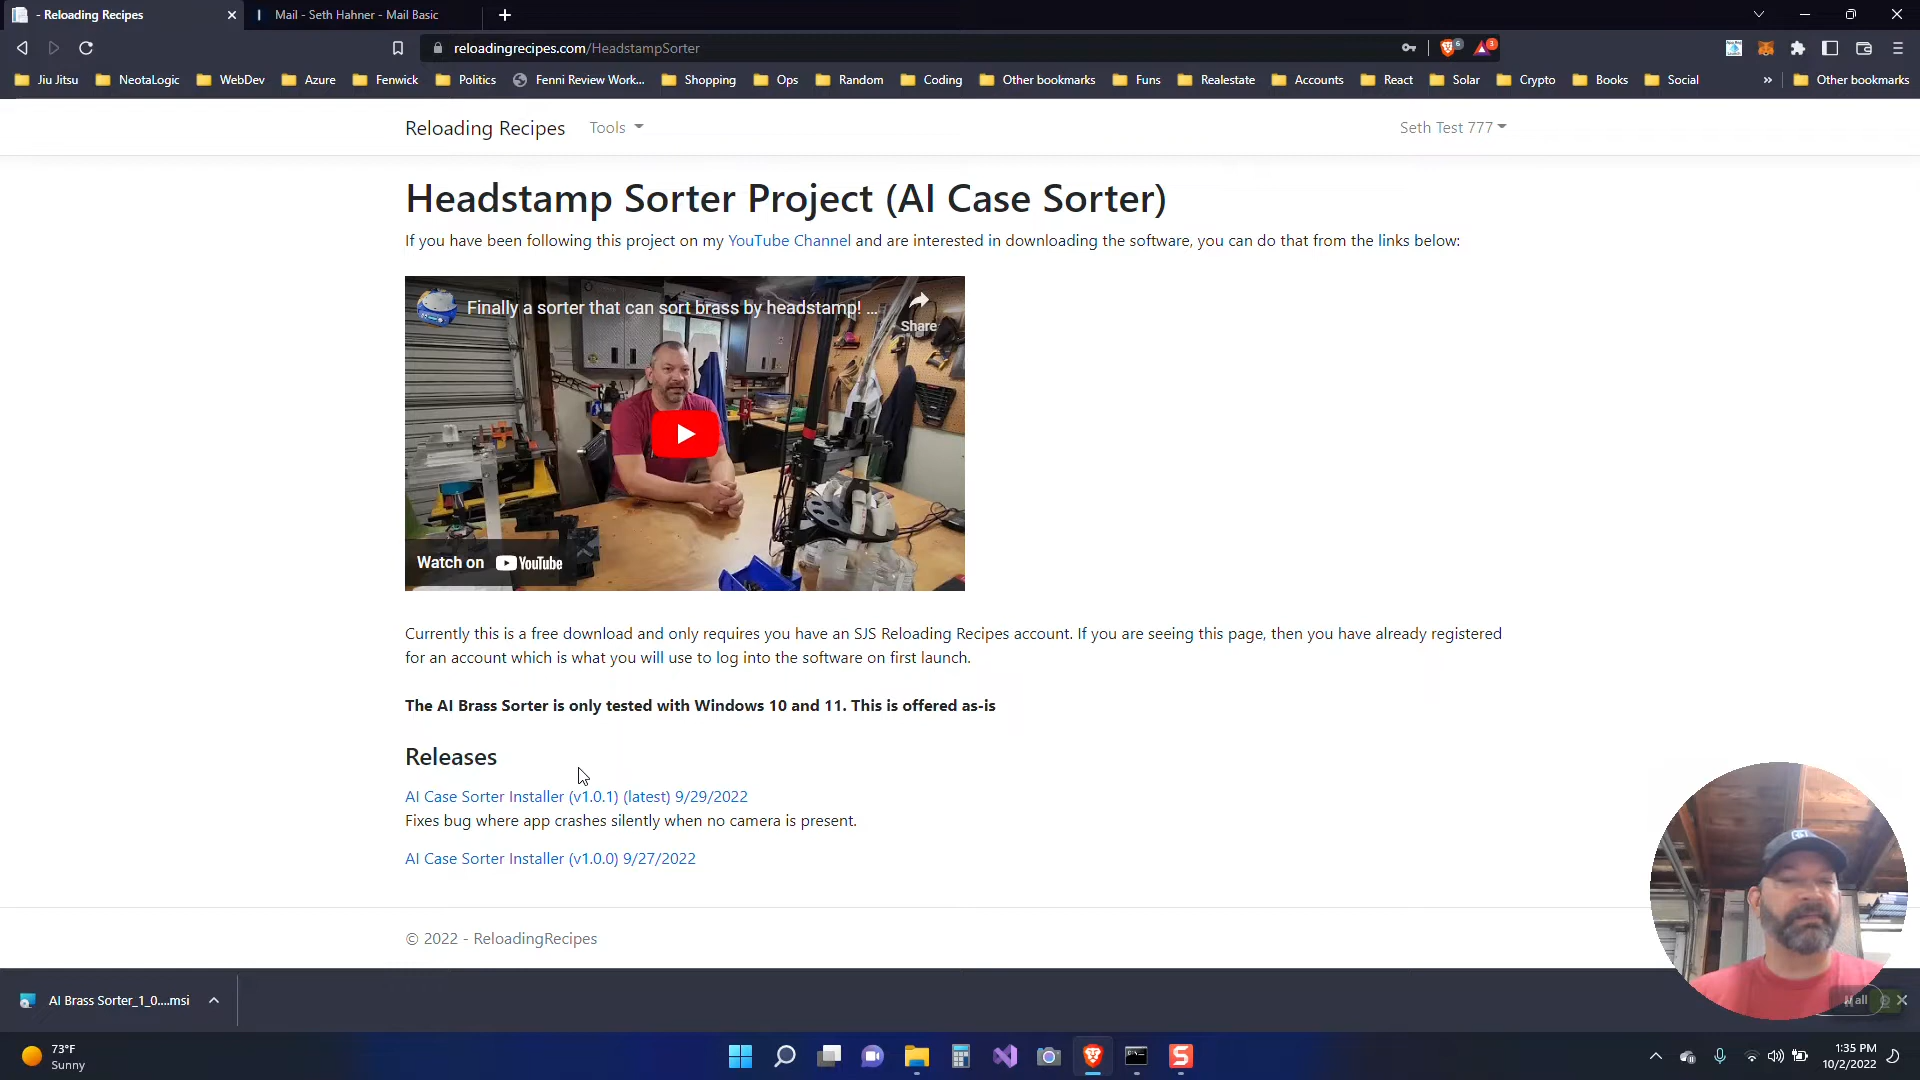 - Reloading Recipes
Mail - Seth Hahner - Mail Basic
reloadingrecipes.com/HeadstampSorter
6
3
Jiu Jitsu NeotaLogic WebDev Azure Fenwick Politics Fenni Review Work... Shopping Ops Random Coding Other bookmarks Funs Realestate Accounts React Solar Crypto Books Social » Other bookmarks
Reloading Recipes Tools Seth Test 777
Headstamp Sorter Project (AI Case Sorter)
If you have been following this project on my YouTube Channel and are interested in downloading the software, you can do that from the links below:
Finally a sorter that can sort brass by headstamp! ...
Share
Watch on YouTube
Currently this is a free download and only requires you have an SJS Reloading Recipes account. If you are seeing this page, then you have already registered
for an account which is what you will use to log into the software on first launch.
The AI Brass Sorter is only tested with Windows 10 and 11. This is offered as-is
Releases
AI Case Sorter Installer (v1.0.1) (latest) 9/29/2022
Fixes bug where app crashes silently when no camera is present.
AI Case Sorter Installer (v1.0.0) 9/27/2022
© 2022 - ReloadingRecipes
AI Brass Sorter_1_0....msi
all
73°F
Sunny
1:35 PM
10/2/2022